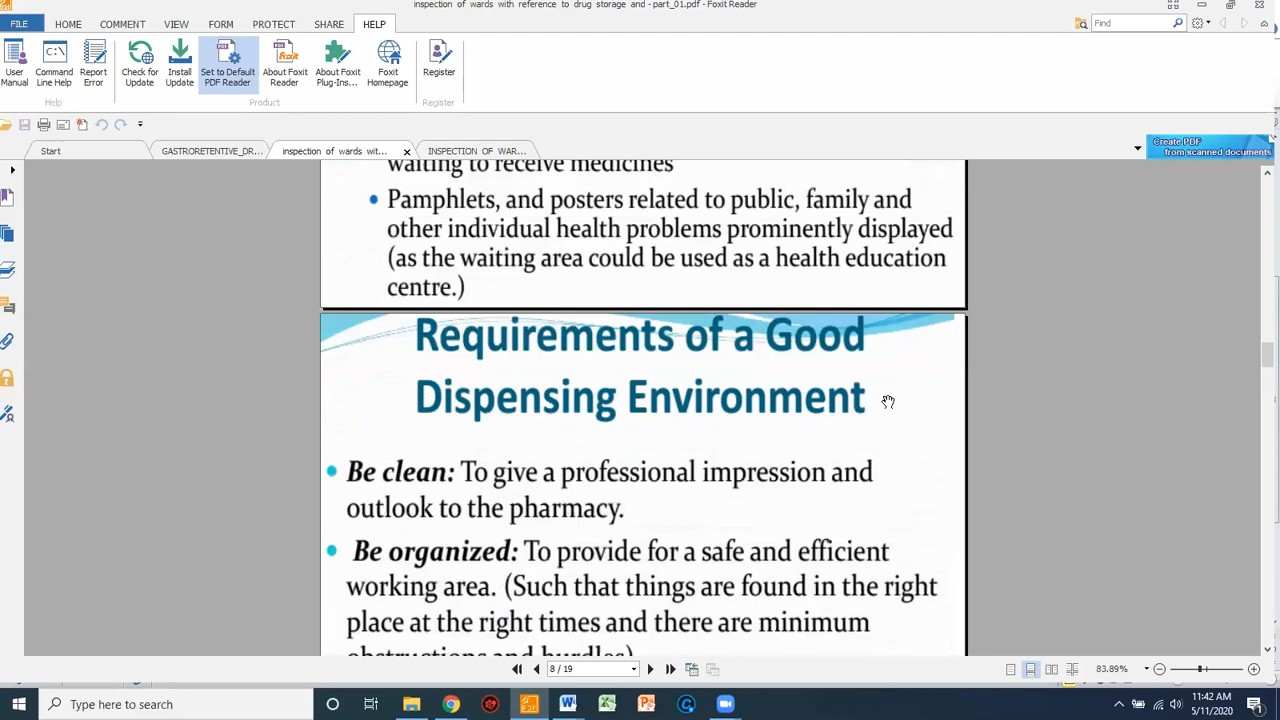 inspection of wards with reference to drug storage and - part_01.pdf - Foxit Reader
FILE HOME COMMENT VIEW FORM PROTECT SHARE HELP
Find
User Manual
Command Line Help
Report Error
Check for Update
Install Update
Set to Default PDF Reader
About Foxit Reader
About Foxit Plug-Ins...
Foxit Homepage
Register
Help
Product
Register
Start
GASTRORETENTIVE_DR...
inspection of wards wit...
INSPECTION OF WAR...
Create PDF
from scanned documents
waiting to receive medicines
• Pamphlets, and posters related to public, family and
other individual health problems prominently displayed
(as the waiting area could be used as a health education
centre.)
Requirements of a Good
Dispensing Environment
• Be clean: To give a professional impression and
outlook to the pharmacy.
• Be organized: To provide for a safe and efficient
working area. (Such that things are found in the right
place at the right times and there are minimum
obstructions and hurdles)
8 / 19
83.89%
Type here to search
11:42 AM
5/11/2020